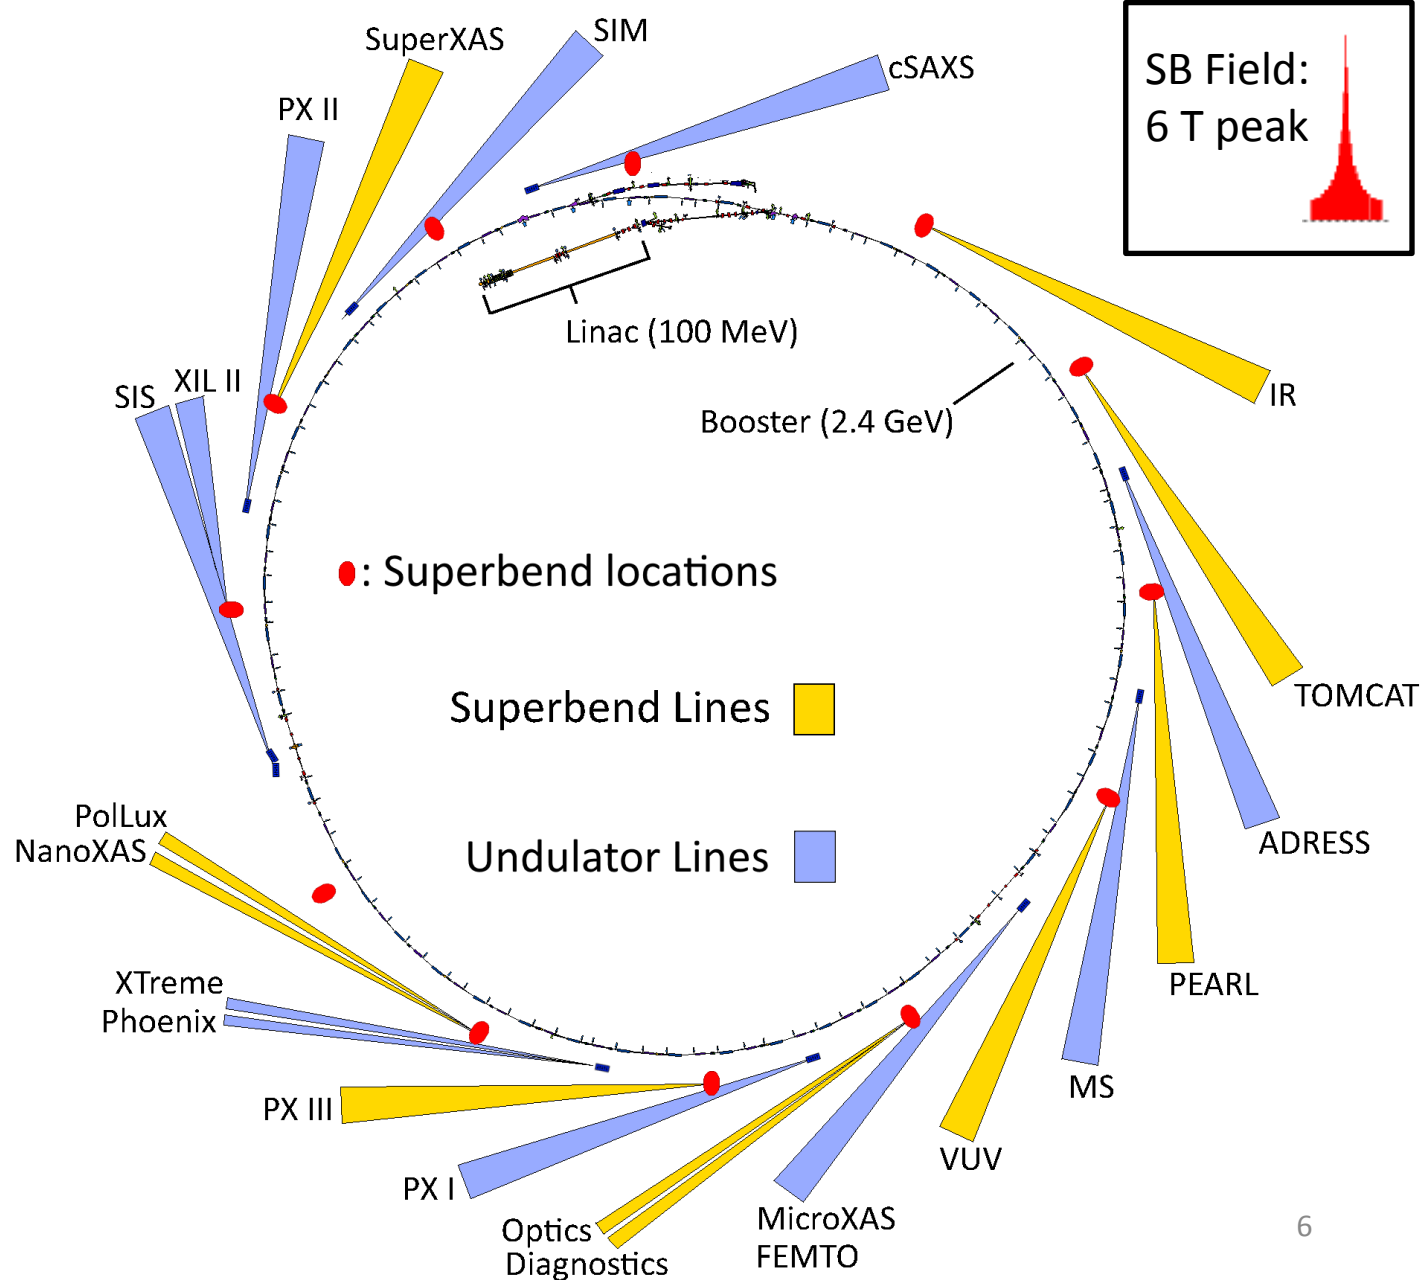 SIM
SuperXAS
cSAXS
SB Field:
6 T peak
PX II
Linac (100 MeV)
SIS
XIL II
IR
Booster (2.4 GeV)
: Superbend locations
Superbend Lines
TOMCAT
PolLux
NanoXAS
Undulator Lines
ADRESS
XTreme
Phoenix
PEARL
PX III
MS
VUV
PX I
MicroXAS
FEMTO
Optics
Diagnostics
6